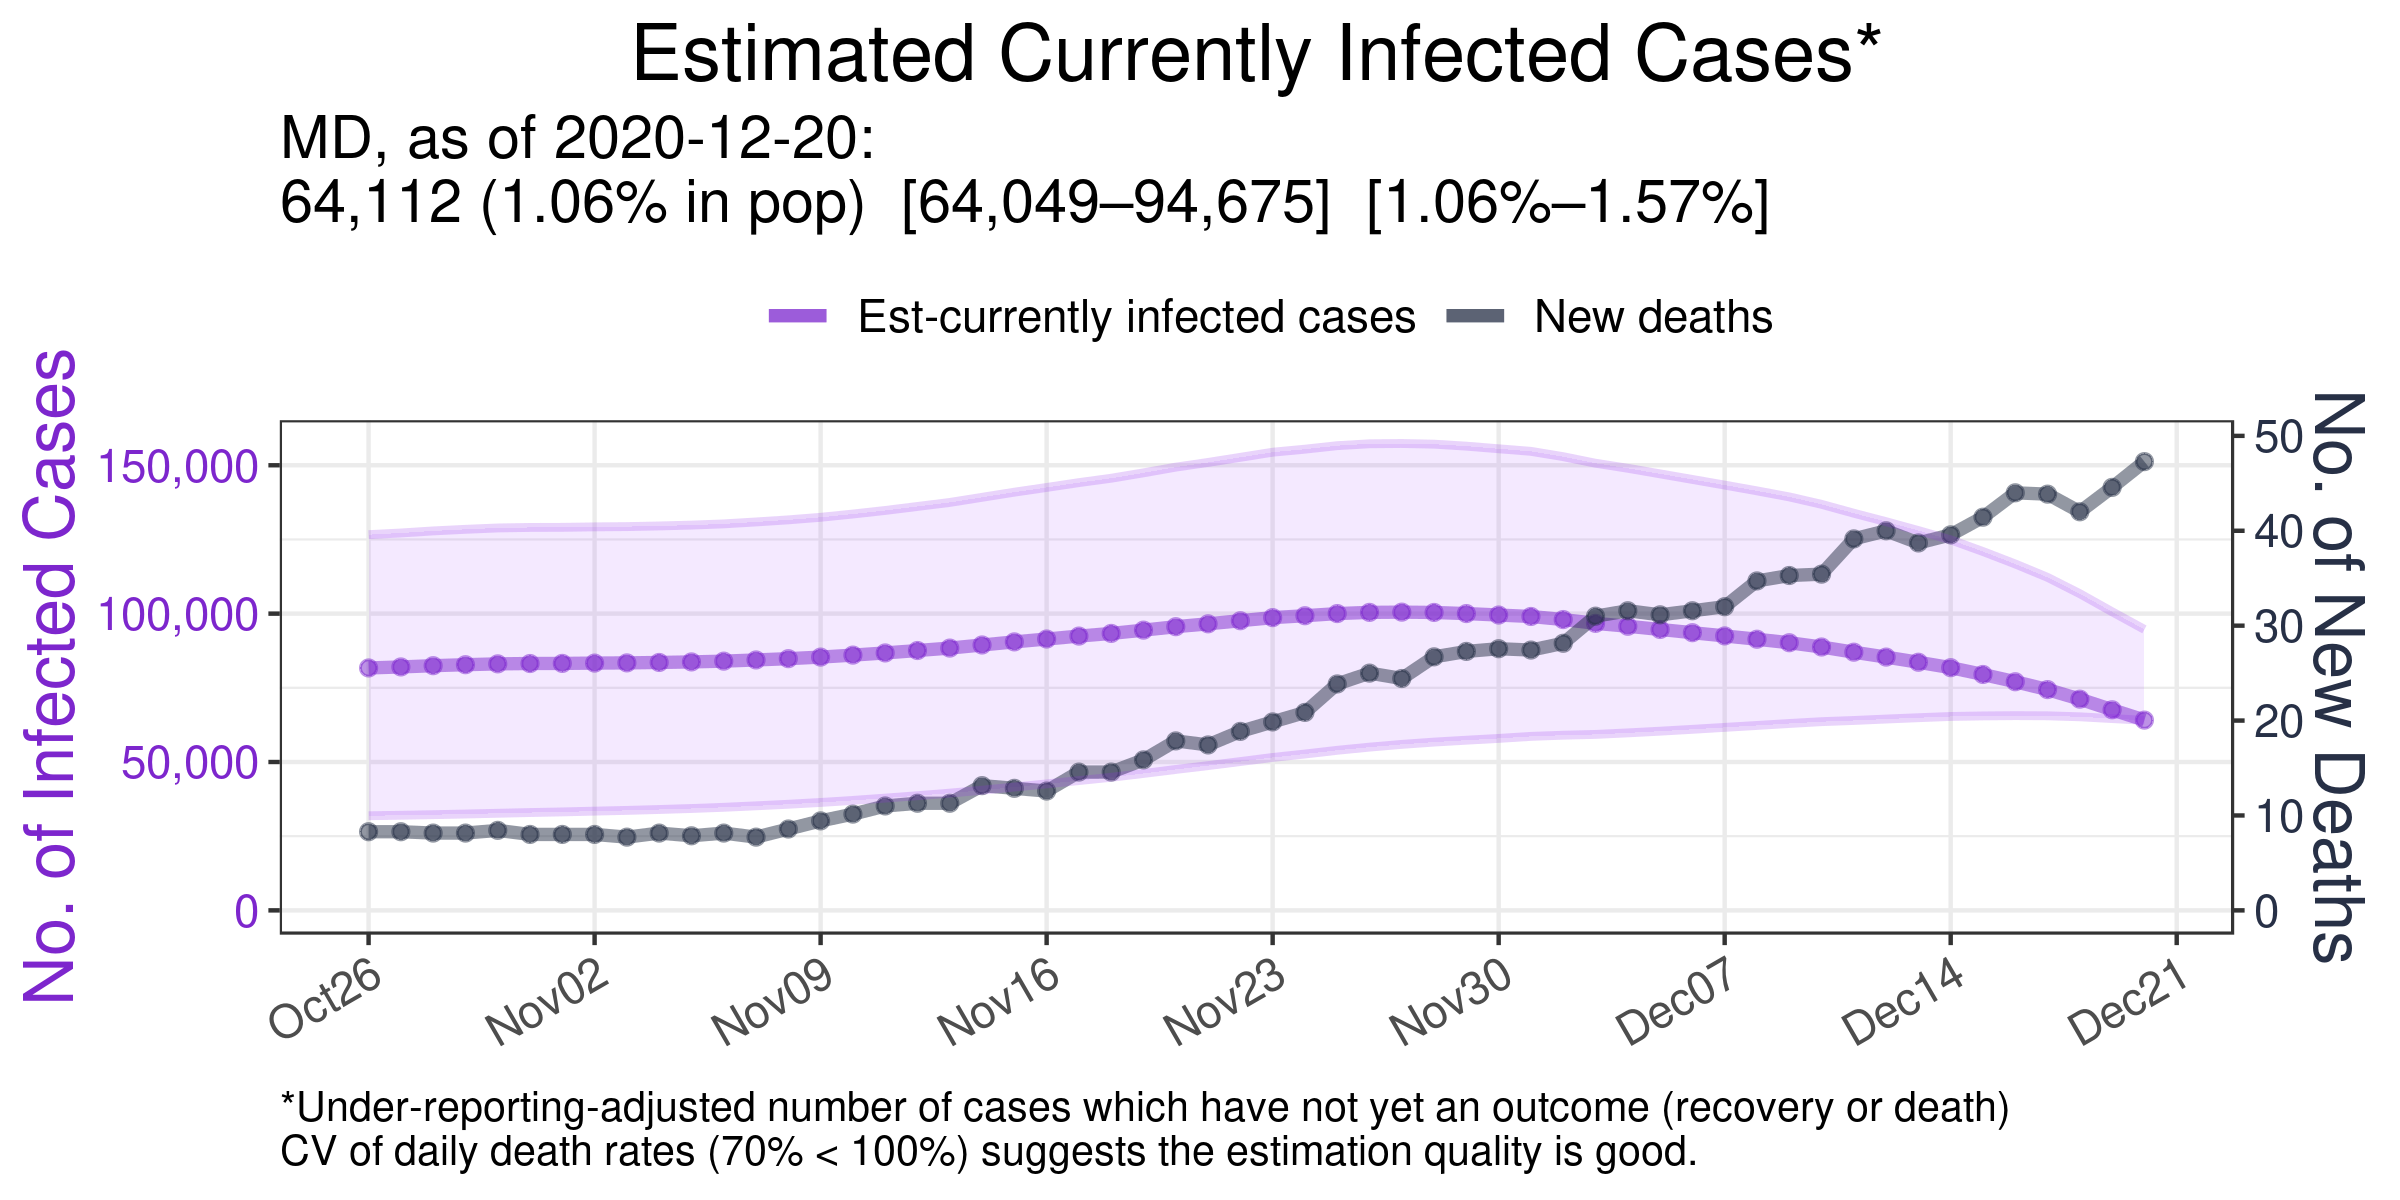 Estimated Currently Infected Cases*
MD, as of 2020-12-20:
64,112 (1.06% in pop)  [64,049–94,675]  [1.06%–1.57%]
Est-currently infected cases
New deaths
No. of Infected Cases
150,000
100,000
50,000
0
50
40
30
20
10
0
No. of New Deaths
Oct26
Nov02
Nov09
Nov16
Nov23
Nov30
Dec07
Dec14
Dec21
*Under-reporting-adjusted number of cases which have not yet an outcome (recovery or death)
CV of daily death rates (70% < 100%) suggests the estimation quality is good.